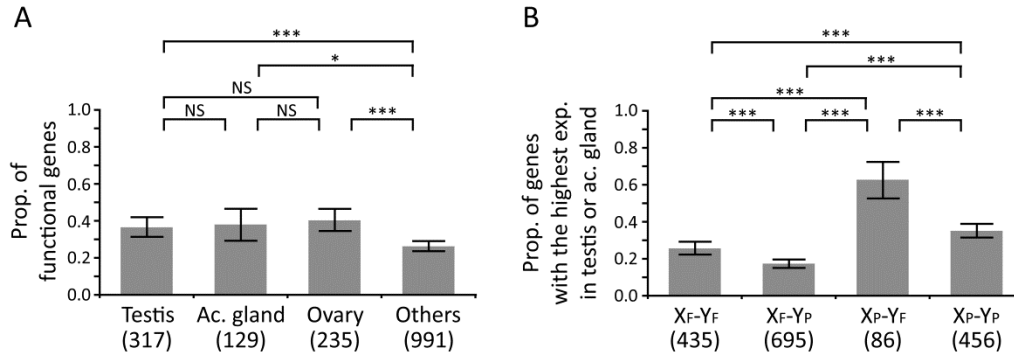 A
***
*
NS
NS
NS
***
Prop. of
functional genes
1.0
0.8
0.6
0.4
0.2
0.0
Testis
Ac. gland
Ovary
Others
(317)
(129)
(235)
(991)
B
***
***
***
***
***
***
Prop. of genes
with the highest exp.
in testis or ac. gland
1.0
0.8
0.6
0.4
0.2
0.0
XF-YF
XF-YP
XP-YF
XP-YP
(435)
(695)
(86)
(456)